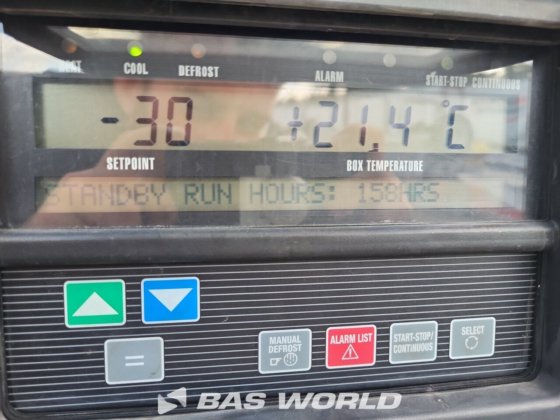 HEAT COOL DEFROST ALARM START-STOP CONTINUOUS
-30 +21,4 °C
SETPOINT BOX TEMPERATURE
STANDBY RUN HOURS: 158HRS
=
MANUAL DEFROST
ALARM LIST
START-STOP/
CONTINUOUS
SELECT
BAS WORLD